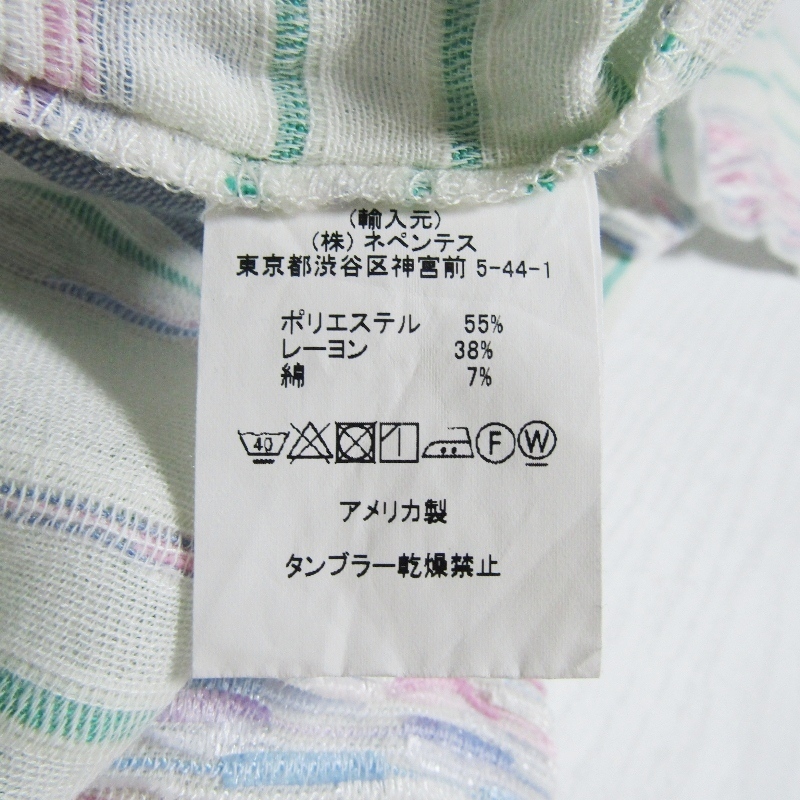 (輸入元)
(株) ネペンテス
東京都渋谷区神宮前 5-44-1
ポリエステル 55%
レーヨン 38%
綿 7%
40 F W
アメリカ製
タンブラー乾燥禁止